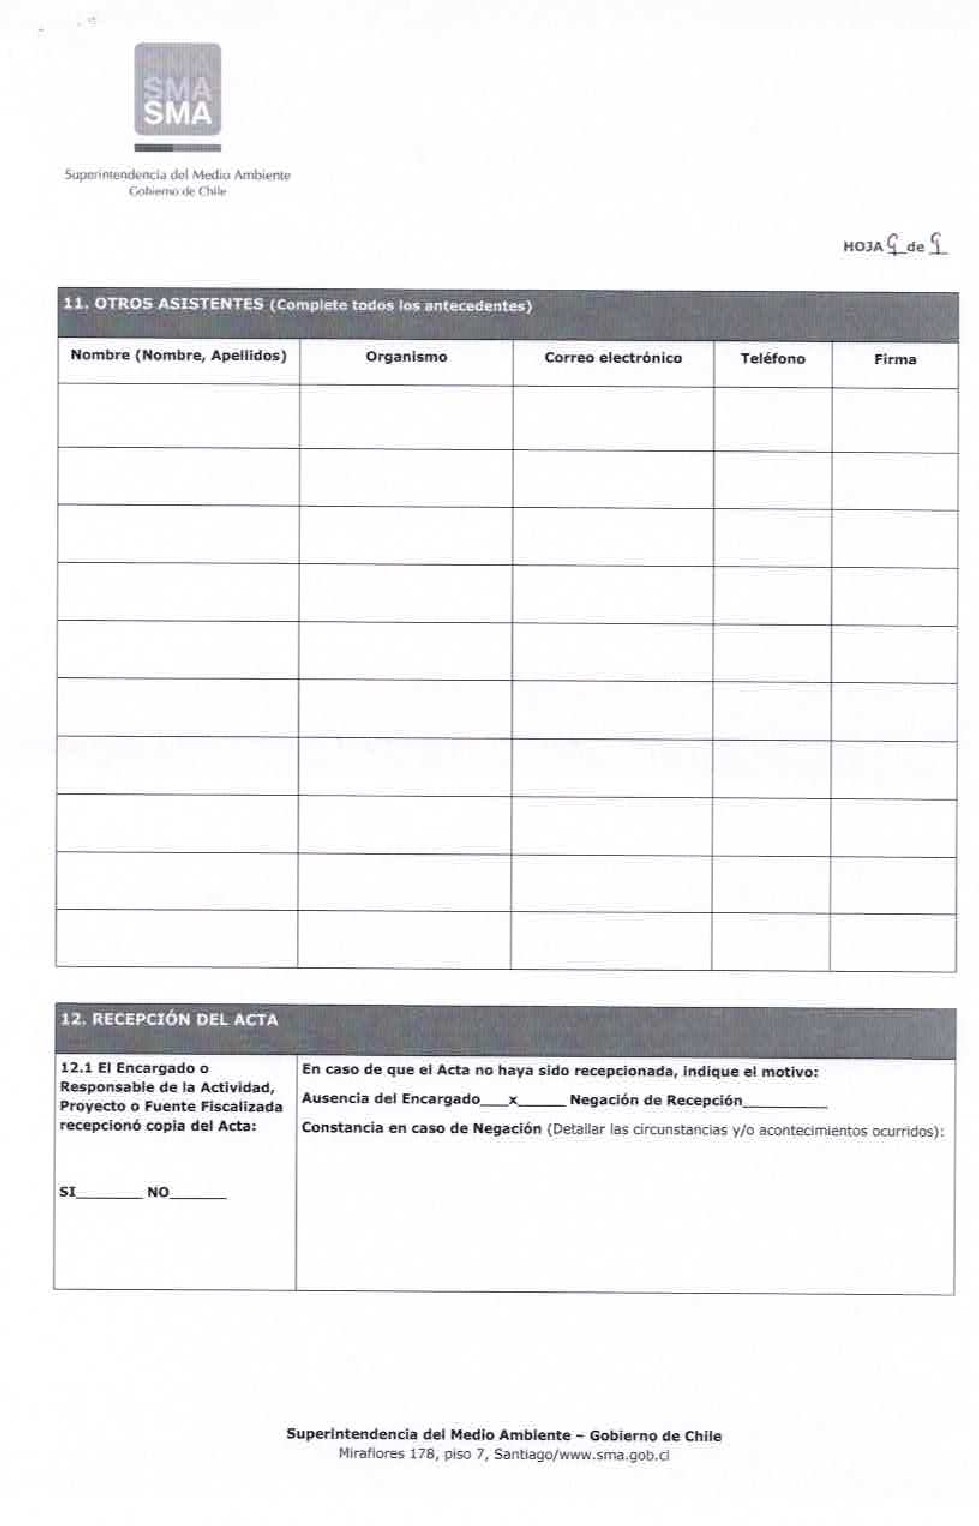 SMA
SMA
Superintendencia del Medio Ambiente
Gobierno de Chile
HOJA 9 de 9
11. OTROS ASISTENTES (Complete todos los antecedentes)
Nombre (Nombre, Apellidos) Organismo Correo electrónico Teléfono Firma
12. RECEPCIÓN DEL ACTA
12.1 El Encargado o
Responsable de la Actividad,
Proyecto o Fuente Fiscalizada
recepcionó copia del Acta:
SI________ NO_______
En caso de que el Acta no haya sido recepcionada, indique el motivo:
Ausencia del Encargado___x_____ Negación de Recepción_________
Constancia en caso de Negación (Detallar las circunstancias y/o acontecimientos ocurridos):
Superintendencia del Medio Ambiente – Gobierno de Chile
Miraflores 178, piso 7, Santiago/www.sma.gob.cl